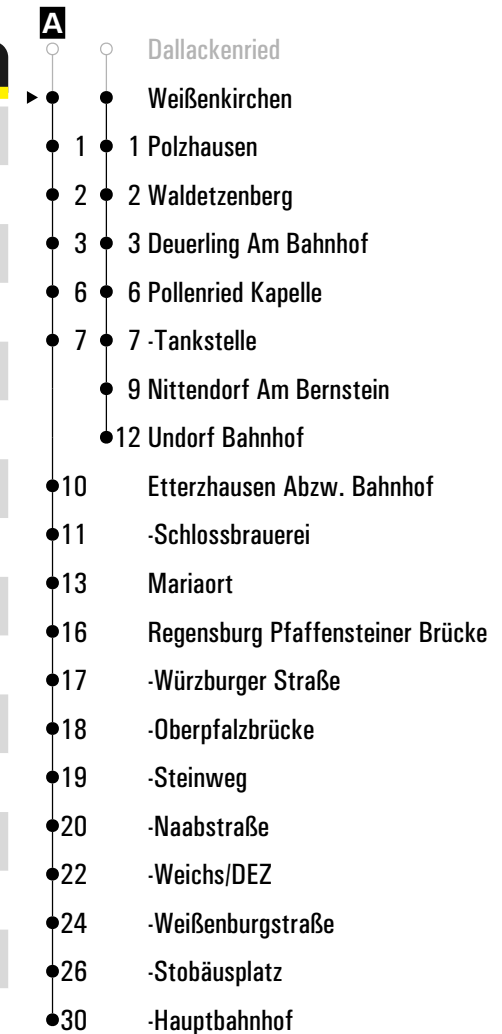 A
Dallackenried
Weißenkirchen
1 1 Polzhausen
2 2 Waldetzenberg
3 3 Deuerling Am Bahnhof
6 6 Pollenried Kapelle
7 7 -Tankstelle
9 Nittendorf Am Bernstein
12 Undorf Bahnhof
10 Etterzhausen Abzw. Bahnhof
11 -Schlossbrauerei
13 Mariaort
16 Regensburg Pfaffensteiner Brücke
17 -Würzburger Straße
18 -Oberpfalzbrücke
19 -Steinweg
20 -Naabstraße
22 -Weichs/DEZ
24 -Weißenburgstraße
26 -Stobäusplatz
30 -Hauptbahnhof